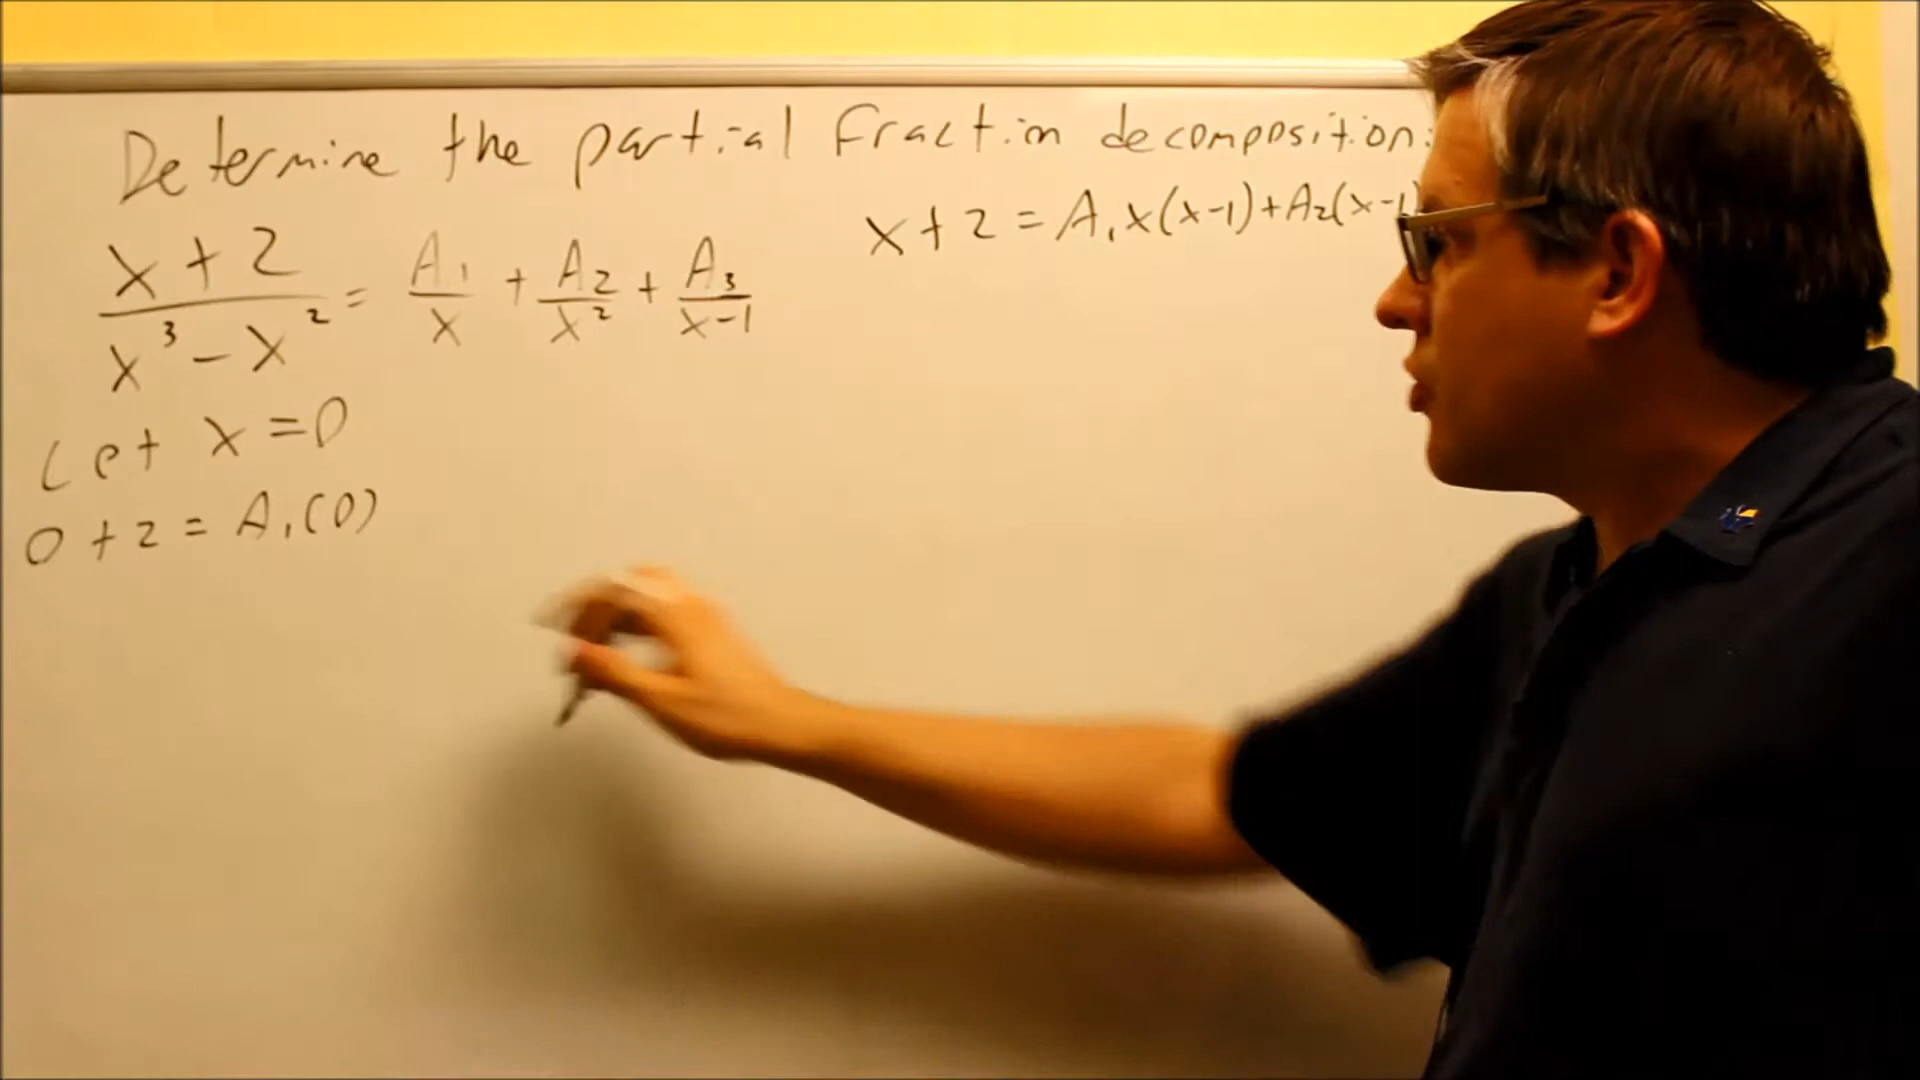 Determine the partial fraction decomposition:
x + 2 / x³ - x² = A₁/x + A₂/x² + A₃/x-1
x + 2 = A₁x(x-1) + A₂(x-1)
Let x = 0
0 + 2 = A₁(0)